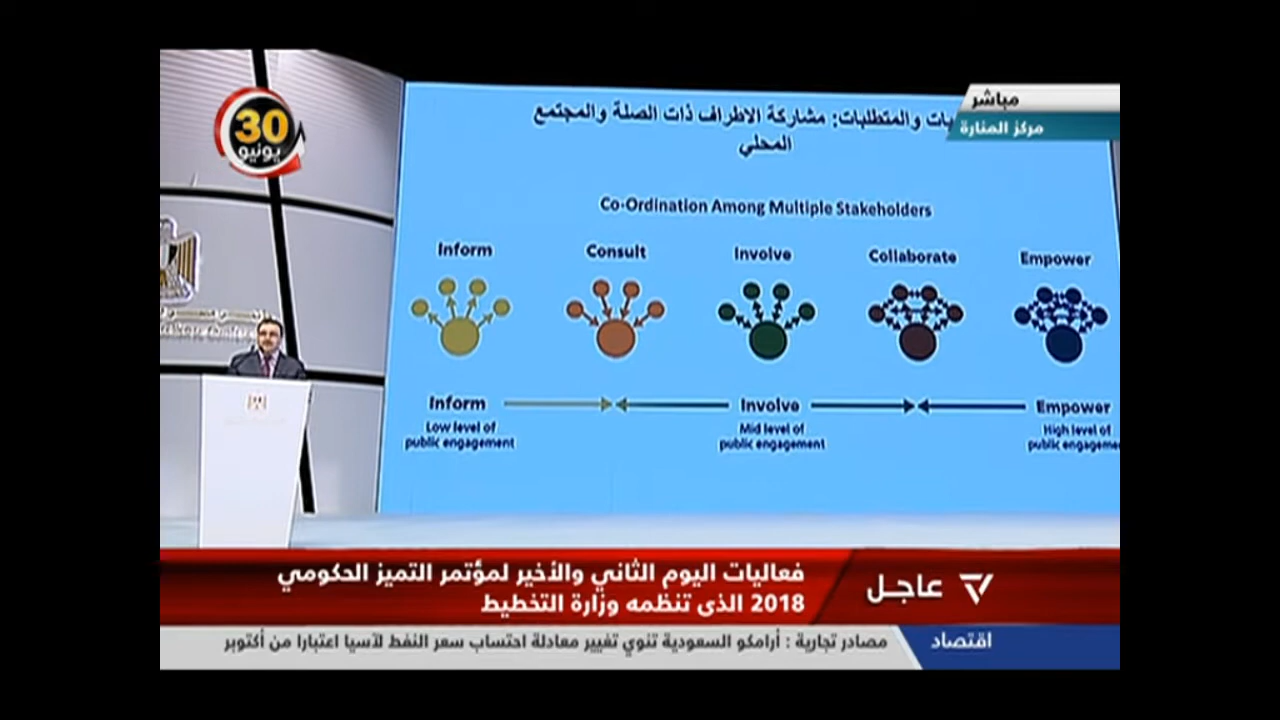 30
يونيو
مباشر
مركز المنارة
والمتطلبات: مشاركة الاطراف ذات الصلة والمجتمع
المحلي
Co-Ordination Among Multiple Stakeholders
Inform Consult Involve Collaborate Empower
Inform Involve Empower
Low level of Mid level of High level of
public engagement public engagement public
عاجل
فعاليات اليوم الثاني والأخير لمؤتمر التميز الحكومي
2018 الذى تنظمه وزارة التخطيط
اقتصاد
مصادر تجارية : أرامكو السعودية تنوي تغيير معادلة احتساب سعر النفط لآسيا اعتبارا من أكتوبر